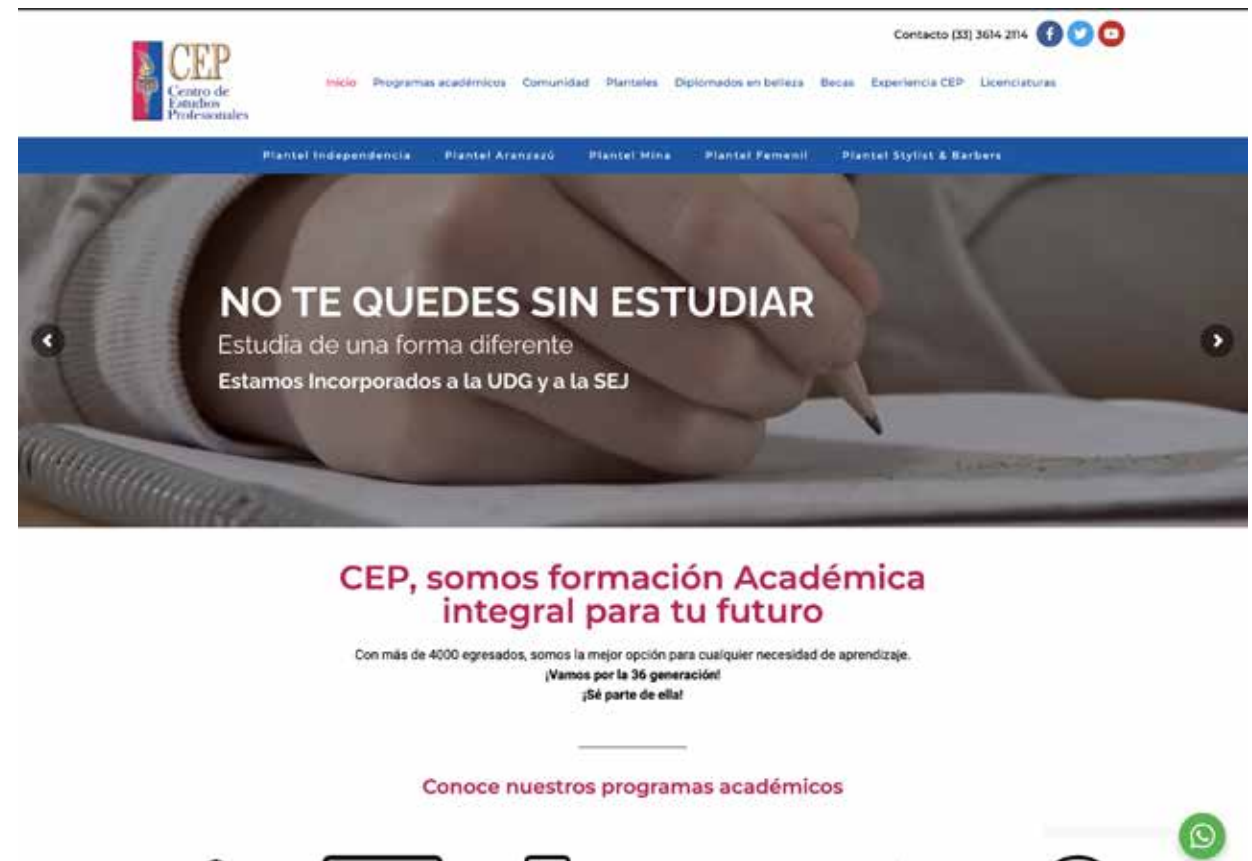 Contacto (33) 3614 2114
CEP
Centro de
Estudios
Profesionales
Inicio Programas académicos Comunidad Planteles Diplomados en belleza Becas Experiencia CEP Licenciaturas
Plantel Independencia Plantel Aranzazú Plantel Mina Plantel Femenil Plantel Stylist & Barbers
NO TE QUEDES SIN ESTUDIAR
Estudia de una forma diferente
Estamos Incorporados a la UDG y a la SEJ
CEP, somos formación Académica
integral para tu futuro
Con más de 4000 egresados, somos la mejor opción para cualquier necesidad de aprendizaje.
¡Vamos por la 36 generación!
¡Sé parte de ella!
Conoce nuestros programas académicos